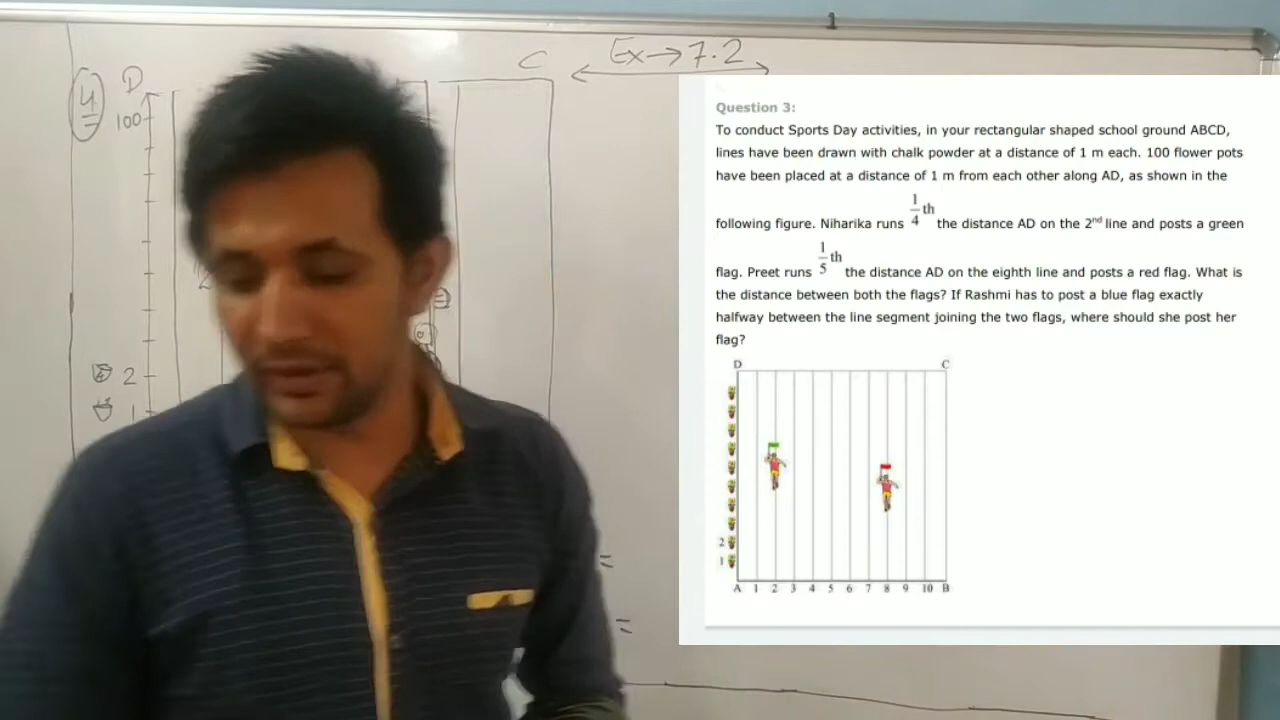 Ex→7.2
4
D
C
100
2
1
=
=
Question 3:
To conduct Sports Day activities, in your rectangular shaped school ground ABCD,
lines have been drawn with chalk powder at a distance of 1 m each. 100 flower pots
have been placed at a distance of 1 m from each other along AD, as shown in the
following figure. Niharika runs 1/4 th the distance AD on the 2nd line and posts a green
flag. Preet runs 1/5 th the distance AD on the eighth line and posts a red flag. What is
the distance between both the flags? If Rashmi has to post a blue flag exactly
halfway between the line segment joining the two flags, where should she post her
flag?
D C
2
1
A 1 2 3 4 5 6 7 8 9 10 B